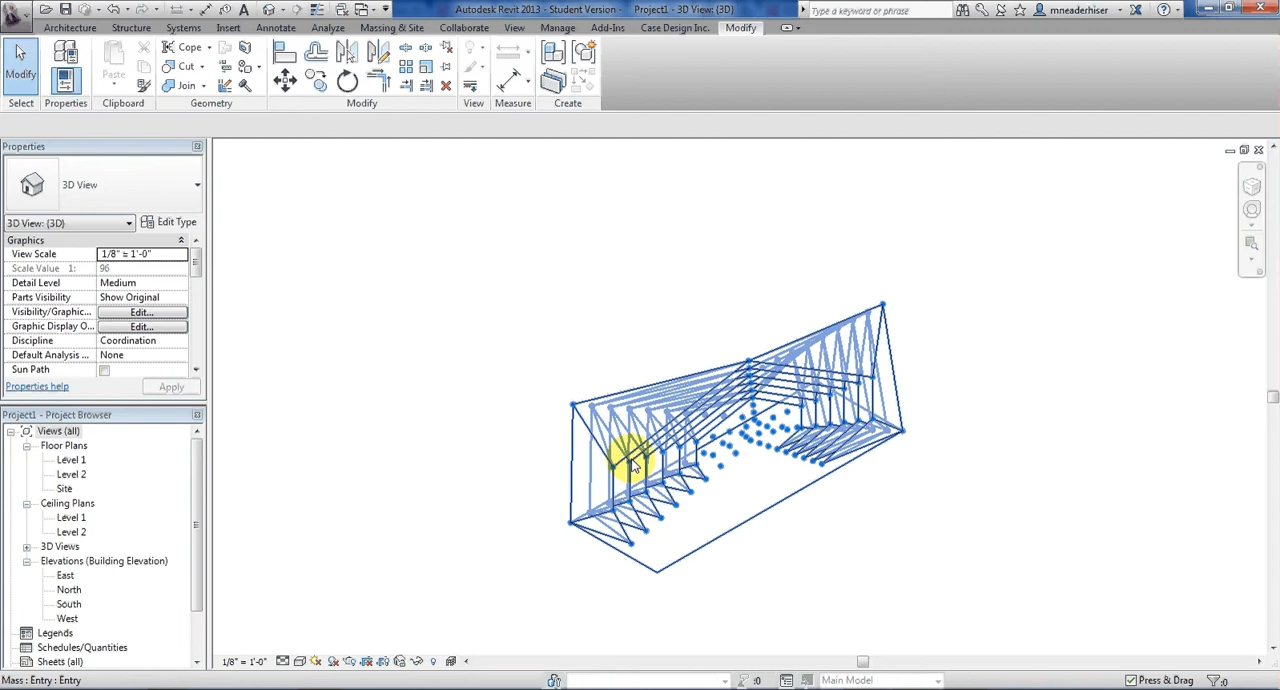 Autodesk Revit 2013 - Student Version - Project1 - 3D View: {3D}
Type a keyword or phrase
mneaderhiser
Architecture Structure Systems Insert Annotate Analyze Massing & Site Collaborate View Manage Add-Ins Case Design Inc. Modify
Modify
Paste
Cope
Cut
Join
Select Properties Clipboard Geometry Modify View Measure Create
Properties
3D View
3D View: {3D}
Edit Type
Graphics
View Scale 1/8" = 1'-0"
Scale Value 1: 96
Detail Level Medium
Parts Visibility Show Original
Visibility/Graphic... Edit...
Graphic Display O... Edit...
Discipline Coordination
Default Analysis ... None
Sun Path
Properties help
Apply
Project1 - Project Browser
Views (all)
Floor Plans
Level 1
Level 2
Site
Ceiling Plans
Level 1
Level 2
3D Views
Elevations (Building Elevation)
East
North
South
West
Legends
Schedules/Quantities
Sheets (all)
1/8" = 1'-0"
Mass : Entry : Entry
:0
Main Model
Press & Drag
:0